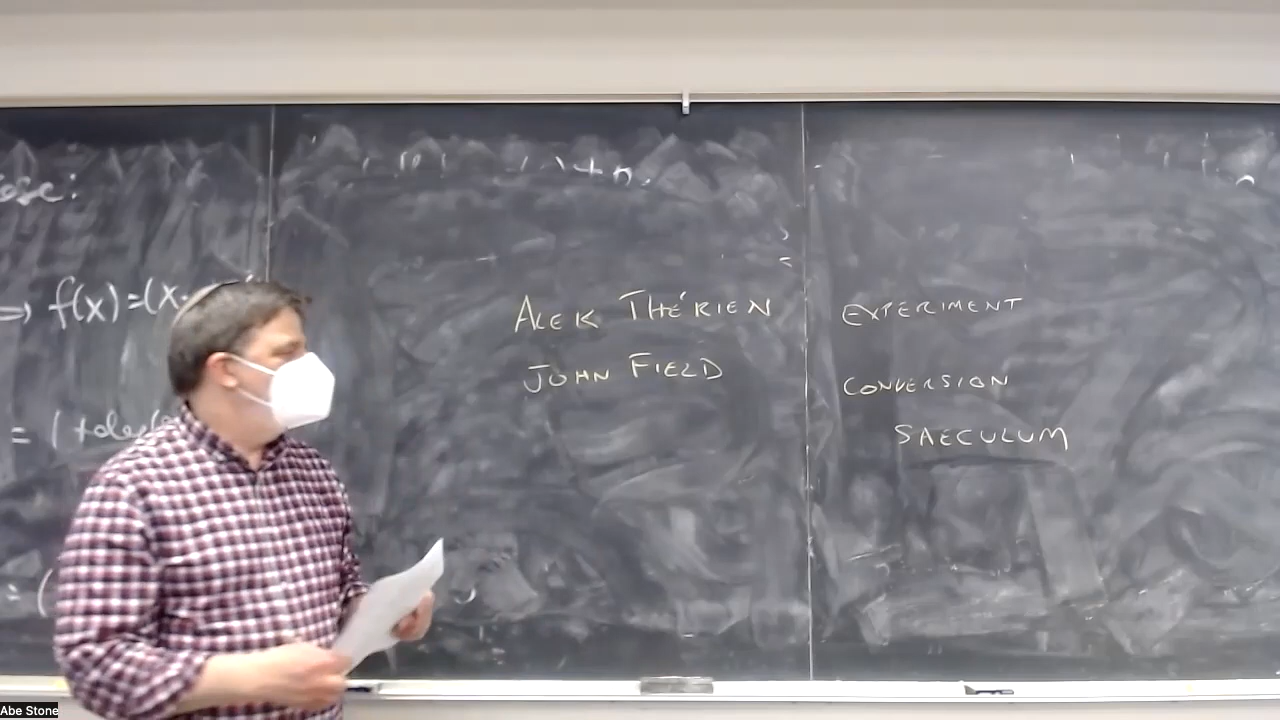 f(x)=(x-
ALEK THÉRIEN
EXPERIMENT
JOHN FIELD
CONVERSION
SAECULUM
Abe Stone